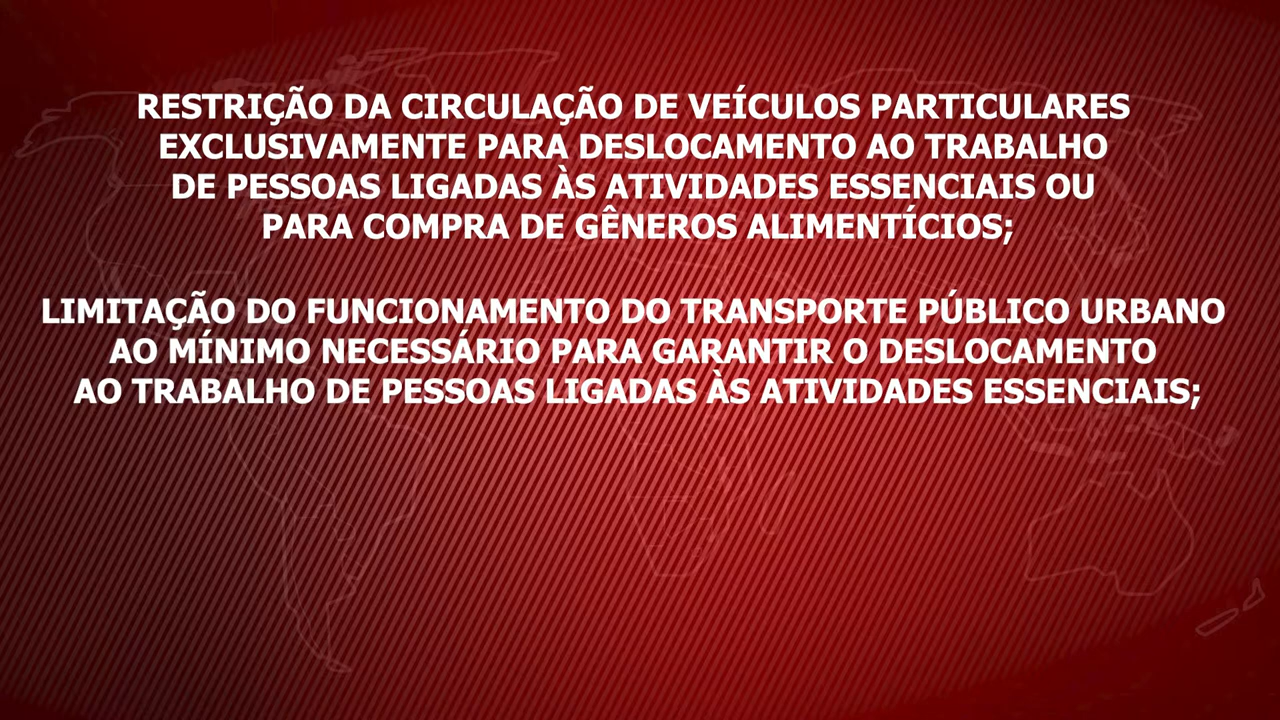 RESTRIÇÃO DA CIRCULAÇÃO DE VEÍCULOS PARTICULARES
EXCLUSIVAMENTE PARA DESLOCAMENTO AO TRABALHO
DE PESSOAS LIGADAS ÀS ATIVIDADES ESSENCIAIS OU
PARA COMPRA DE GÊNEROS ALIMENTÍCIOS;
LIMITAÇÃO DO FUNCIONAMENTO DO TRANSPORTE PÚBLICO URBANO
AO MÍNIMO NECESSÁRIO PARA GARANTIR O DESLOCAMENTO
AO TRABALHO DE PESSOAS LIGADAS ÀS ATIVIDADES ESSENCIAIS;